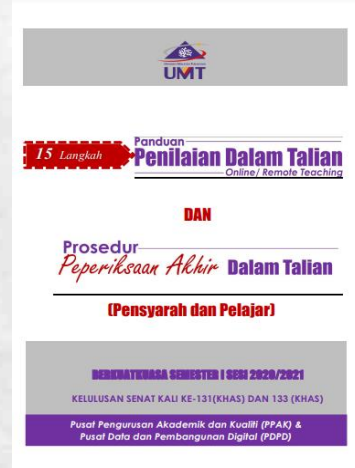 UMT
15 Langkah
Panduan
Penilaian Dalam Talian
Online/ Remote Teaching
DAN
Prosedur
Peperiksaan Akhir Dalam Talian
(Pensyarah dan Pelajar)
BERKUATKUASA SEMESTER I SESI 2020/2021
KELULUSAN SENAT KALI KE-131(KHAS) DAN 133 (KHAS)
Pusat Pengurusan Akademik dan Kualiti (PPAK) &
Pusat Data dan Pembangunan Digital (PDPD)